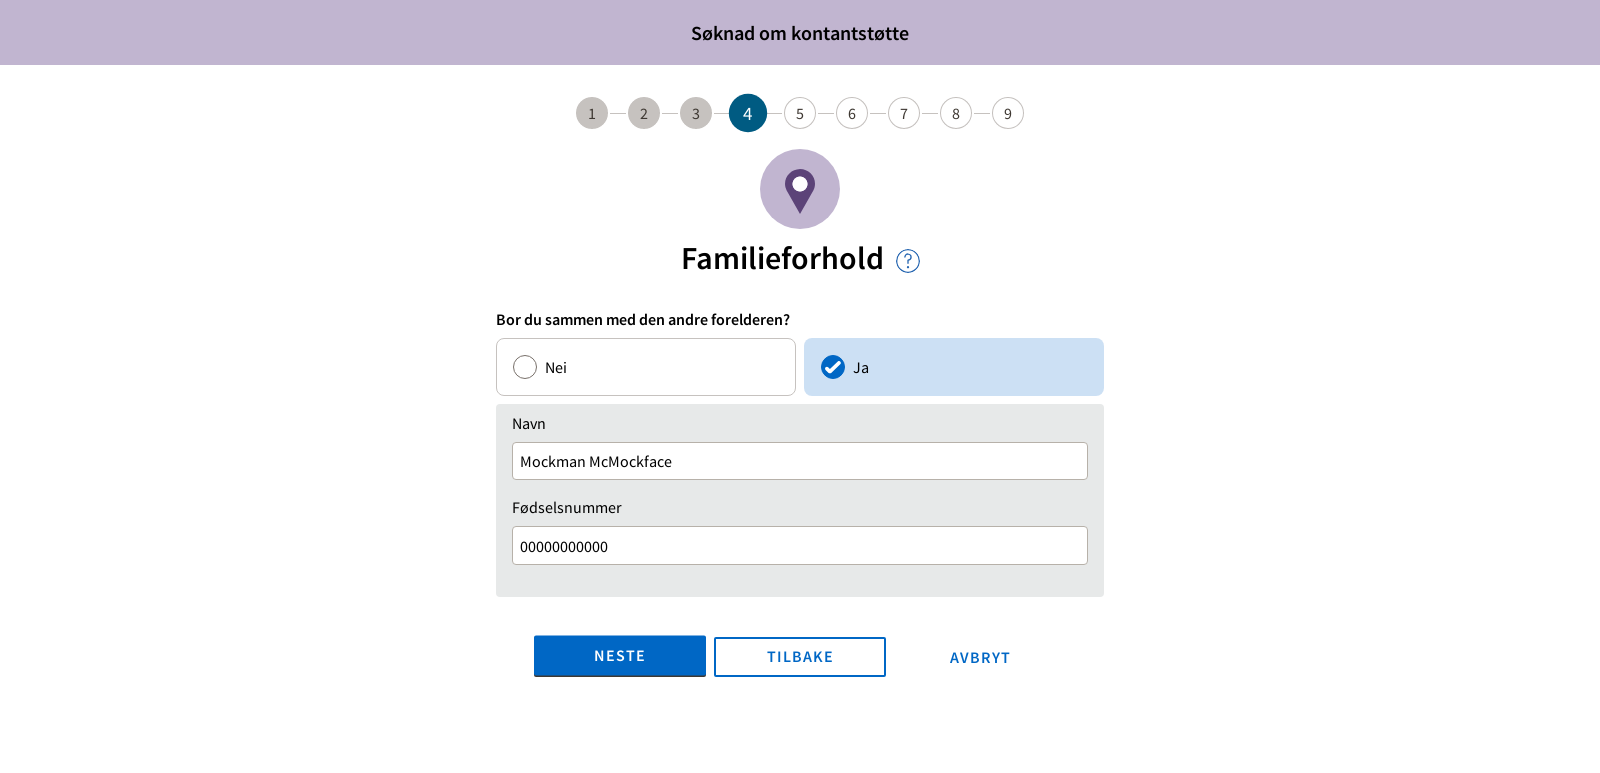 Søknad om kontantstøtte
1 2 3 4 5 6 7 8 9
Familieforhold ?
Bor du sammen med den andre forelderen?
Nei Ja
Navn
Mockman McMockface
Fødselsnummer
00000000000
NESTE TILBAKE AVBRYT